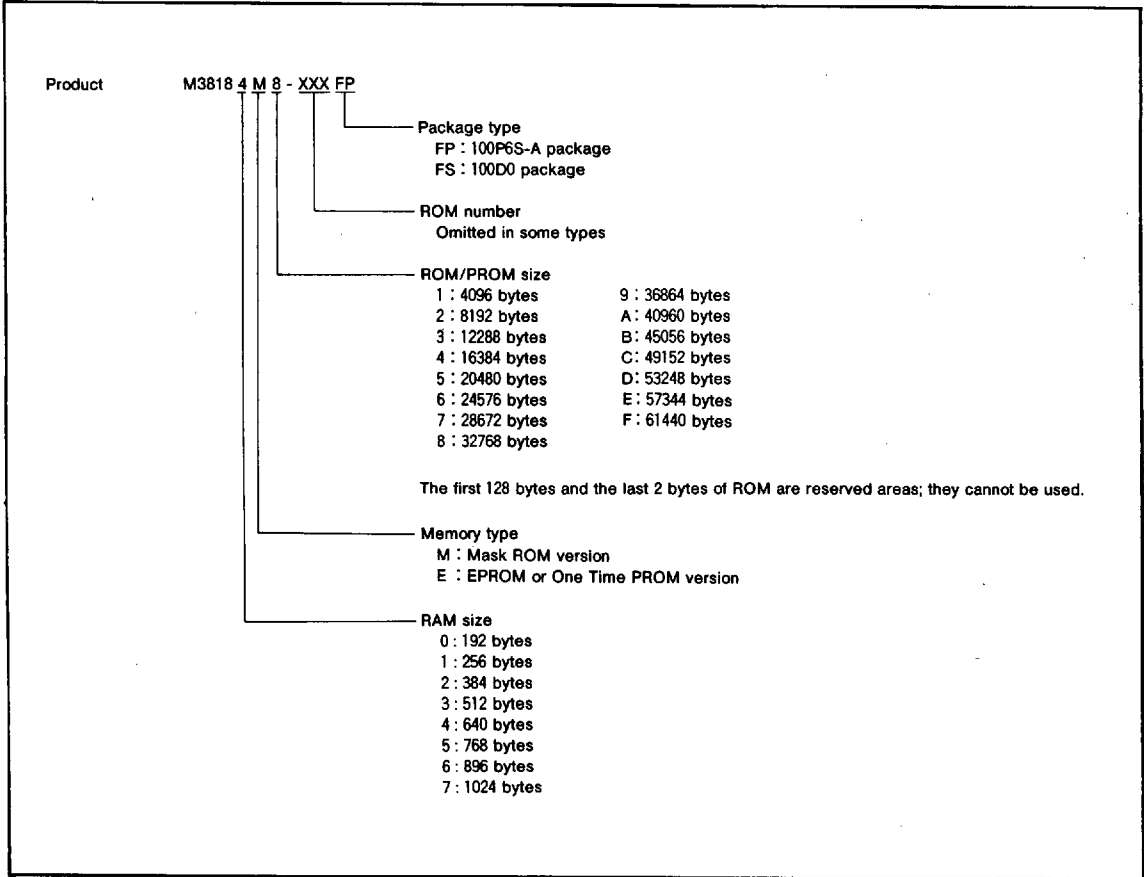 Product M3818 4 M 8 - XXX FP
Package type
FP : 100P6S-A package
FS : 100D0 package
ROM number
Omitted in some types
ROM/PROM size
1 : 4096 bytes 9 : 36864 bytes
2 : 8192 bytes A : 40960 bytes
3 : 12288 bytes B : 45056 bytes
4 : 16384 bytes C : 49152 bytes
5 : 20480 bytes D : 53248 bytes
6 : 24576 bytes E : 57344 bytes
7 : 28672 bytes F : 61440 bytes
8 : 32768 bytes
The first 128 bytes and the last 2 bytes of ROM are reserved areas; they cannot be used.
Memory type
M : Mask ROM version
E : EPROM or One Time PROM version
RAM size
0 : 192 bytes
1 : 256 bytes
2 : 384 bytes
3 : 512 bytes
4 : 640 bytes
5 : 768 bytes
6 : 896 bytes
7 : 1024 bytes